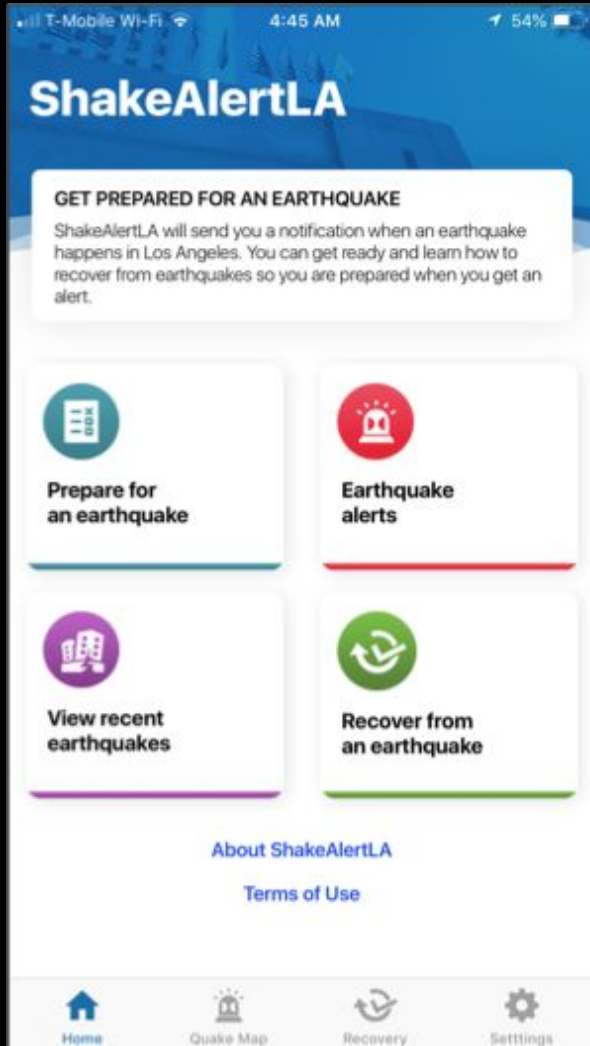 T-Mobile Wi-Fi 4:45 AM 54%
ShakeAlertLA
GET PREPARED FOR AN EARTHQUAKE
ShakeAlertLA will send you a notification when an earthquake
happens in Los Angeles. You can get ready and learn how to
recover from earthquakes so you are prepared when you get an
alert.
Prepare for
an earthquake
Earthquake
alerts
View recent
earthquakes
Recover from
an earthquake
About ShakeAlertLA
Terms of Use
Home Quake Map Recovery Setttings